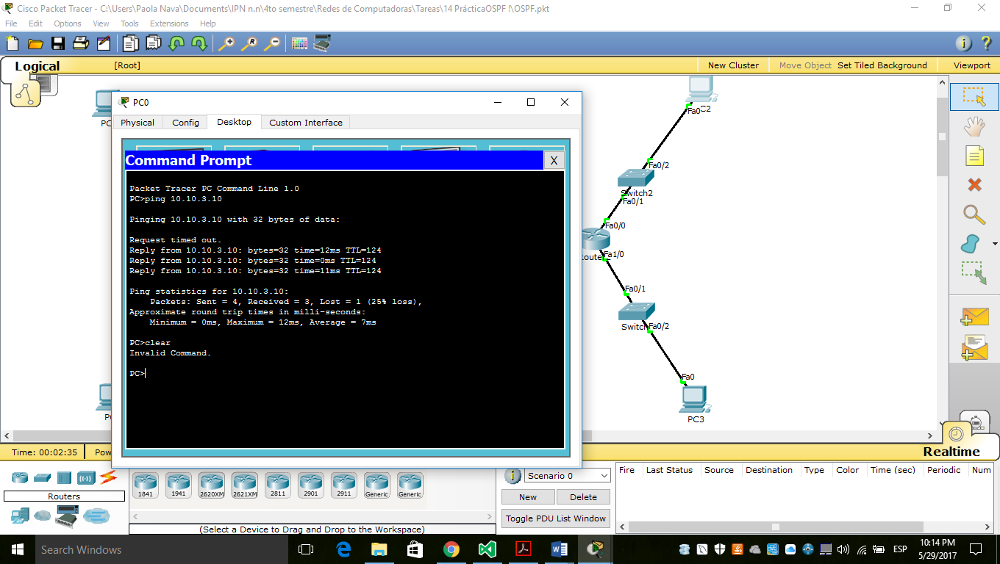 Cisco Packet Tracer - C:\Users\Paola Nava\Documents\IPN n.n\4to semestre\Redes de Computadoras\Tareas\14 PrácticaOSPF !\OSPF.pkt
File Edit Options View Tools Extensions Help
Logical [Root] New Cluster Move Object Set Tiled Background Viewport
PC0
Physical Config Desktop Custom Interface
Command Prompt X
Packet Tracer PC Command Line 1.0
PC>ping 10.10.3.10
Pinging 10.10.3.10 with 32 bytes of data:
Request timed out.
Reply from 10.10.3.10: bytes=32 time=12ms TTL=124
Reply from 10.10.3.10: bytes=32 time=0ms TTL=124
Reply from 10.10.3.10: bytes=32 time=11ms TTL=124
Ping statistics for 10.10.3.10:
Packets: Sent = 4, Received = 3, Lost = 1 (25% loss),
Approximate round trip times in milli-seconds:
Minimum = 0ms, Maximum = 12ms, Average = 7ms
PC>clear
Invalid Command.
PC>
PC
P
Fa0 C2
Fa0/2
Switch2
Fa0/1
Fa0/0
Fa1/0
Fa0/1
Switch Fa0/2
Fa0
PC3
Time: 00:02:35 Pow
Realtime
Routers
1841 1941 2620XM 2621XM 2811 2901 2911 Generic Generic
(Select a Device to Drag and Drop to the Workspace)
Scenario 0
New Delete
Toggle PDU List Window
Fire Last Status Source Destination Type Color Time (sec) Periodic Num
Search Windows
ESP
10:14 PM
5/29/2017